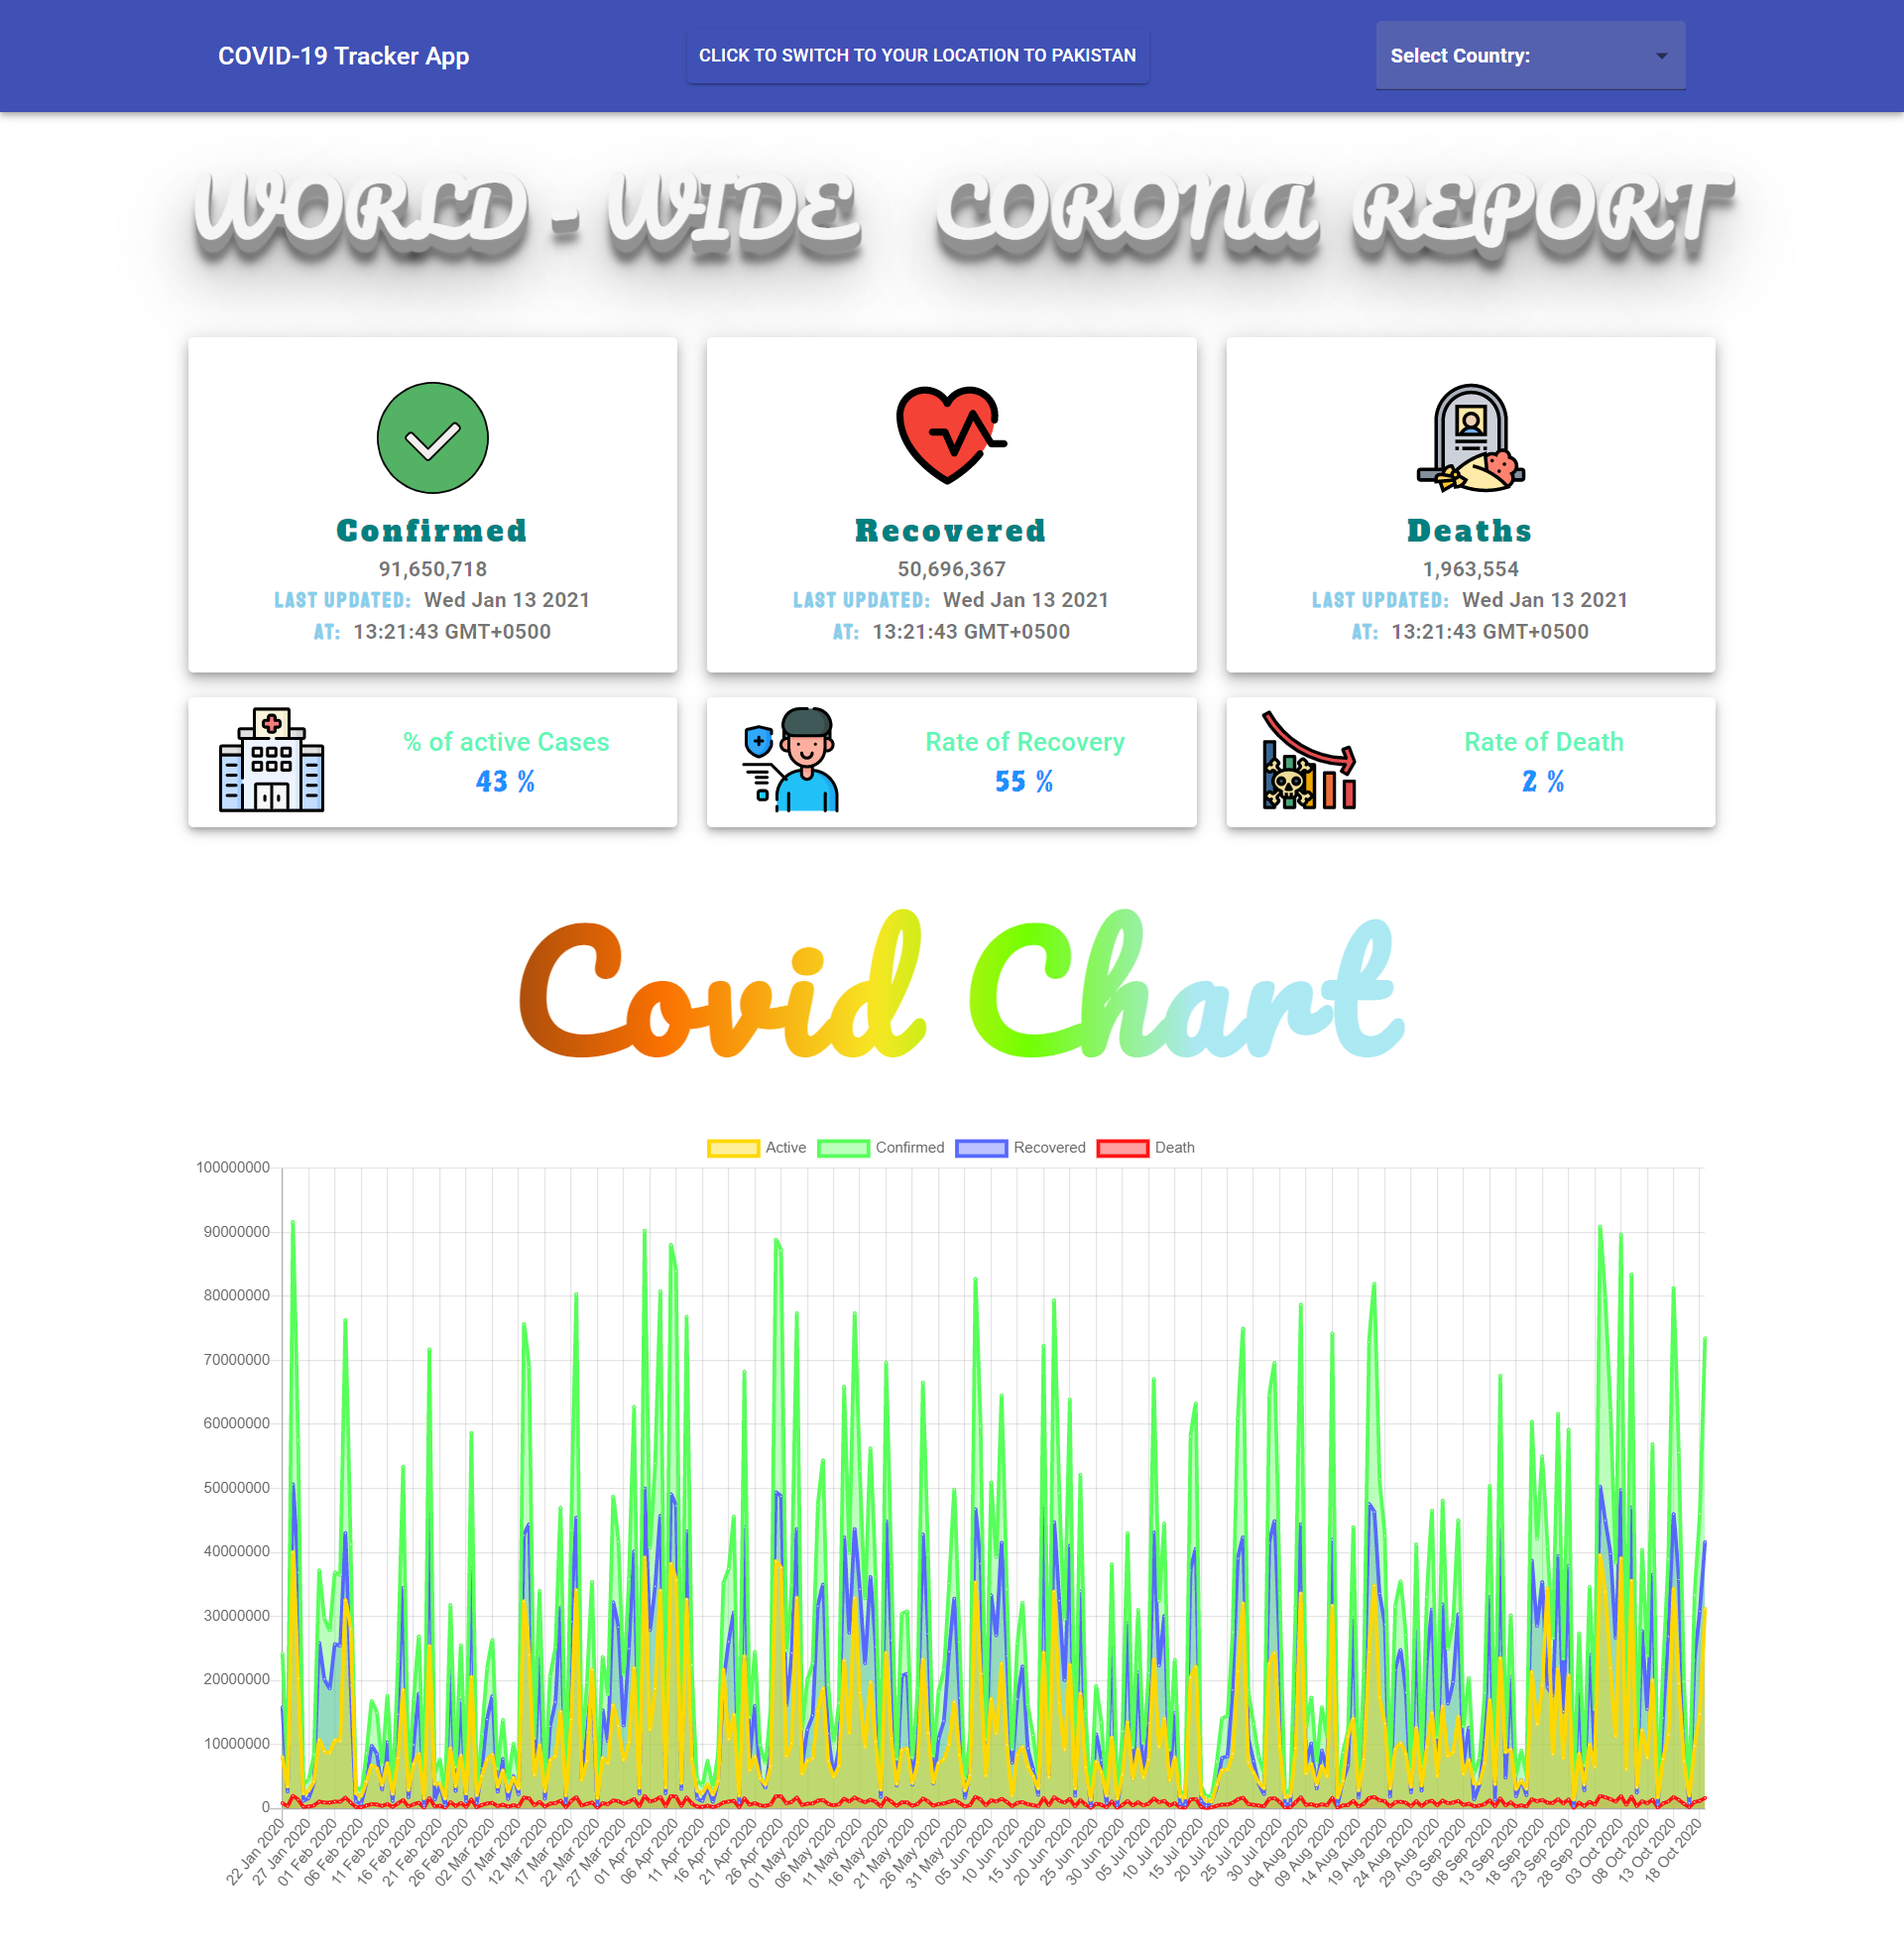 COVID-19 Tracker App
CLICK TO SWITCH TO YOUR LOCATION TO PAKISTAN
Select Country:
WORLD - WIDE CORONA REPORT
Confirmed
91,650,718
LAST UPDATED: Wed Jan 13 2021
AT: 13:21:43 GMT+0500
Recovered
50,696,367
LAST UPDATED: Wed Jan 13 2021
AT: 13:21:43 GMT+0500
Deaths
1,963,554
LAST UPDATED: Wed Jan 13 2021
AT: 13:21:43 GMT+0500
% of active Cases
43 %
Rate of Recovery
55 %
Rate of Death
2 %
Covid Chart
Active Confirmed Recovered Death
100000000
90000000
80000000
70000000
60000000
50000000
40000000
30000000
20000000
10000000
0
22 Jan 2020
27 Jan 2020
01 Feb 2020
06 Feb 2020
11 Feb 2020
16 Feb 2020
21 Feb 2020
26 Feb 2020
02 Mar 2020
07 Mar 2020
12 Mar 2020
17 Mar 2020
22 Mar 2020
27 Mar 2020
01 Apr 2020
06 Apr 2020
11 Apr 2020
16 Apr 2020
21 Apr 2020
26 Apr 2020
01 May 2020
06 May 2020
11 May 2020
16 May 2020
21 May 2020
26 May 2020
31 May 2020
05 Jun 2020
10 Jun 2020
15 Jun 2020
20 Jun 2020
25 Jun 2020
30 Jun 2020
05 Jul 2020
10 Jul 2020
15 Jul 2020
20 Jul 2020
25 Jul 2020
30 Jul 2020
04 Aug 2020
09 Aug 2020
14 Aug 2020
19 Aug 2020
24 Aug 2020
29 Aug 2020
03 Sep 2020
08 Sep 2020
13 Sep 2020
18 Sep 2020
23 Sep 2020
28 Sep 2020
03 Oct 2020
08 Oct 2020
13 Oct 2020
18 Oct 2020